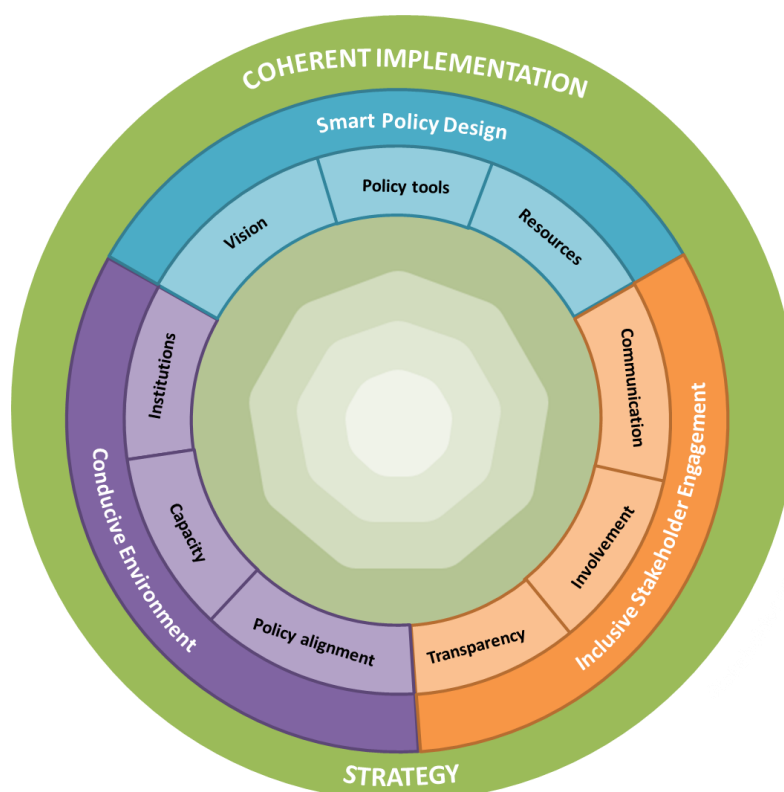 COHERENT IMPLEMENTATION
Smart Policy Design
Vision
Policy tools
Resources
Communication
Involvement
Transparency
Inclusive Stakeholder Engagement
Policy alignment
Capacity
Institutions
Conducive Environment
STRATEGY